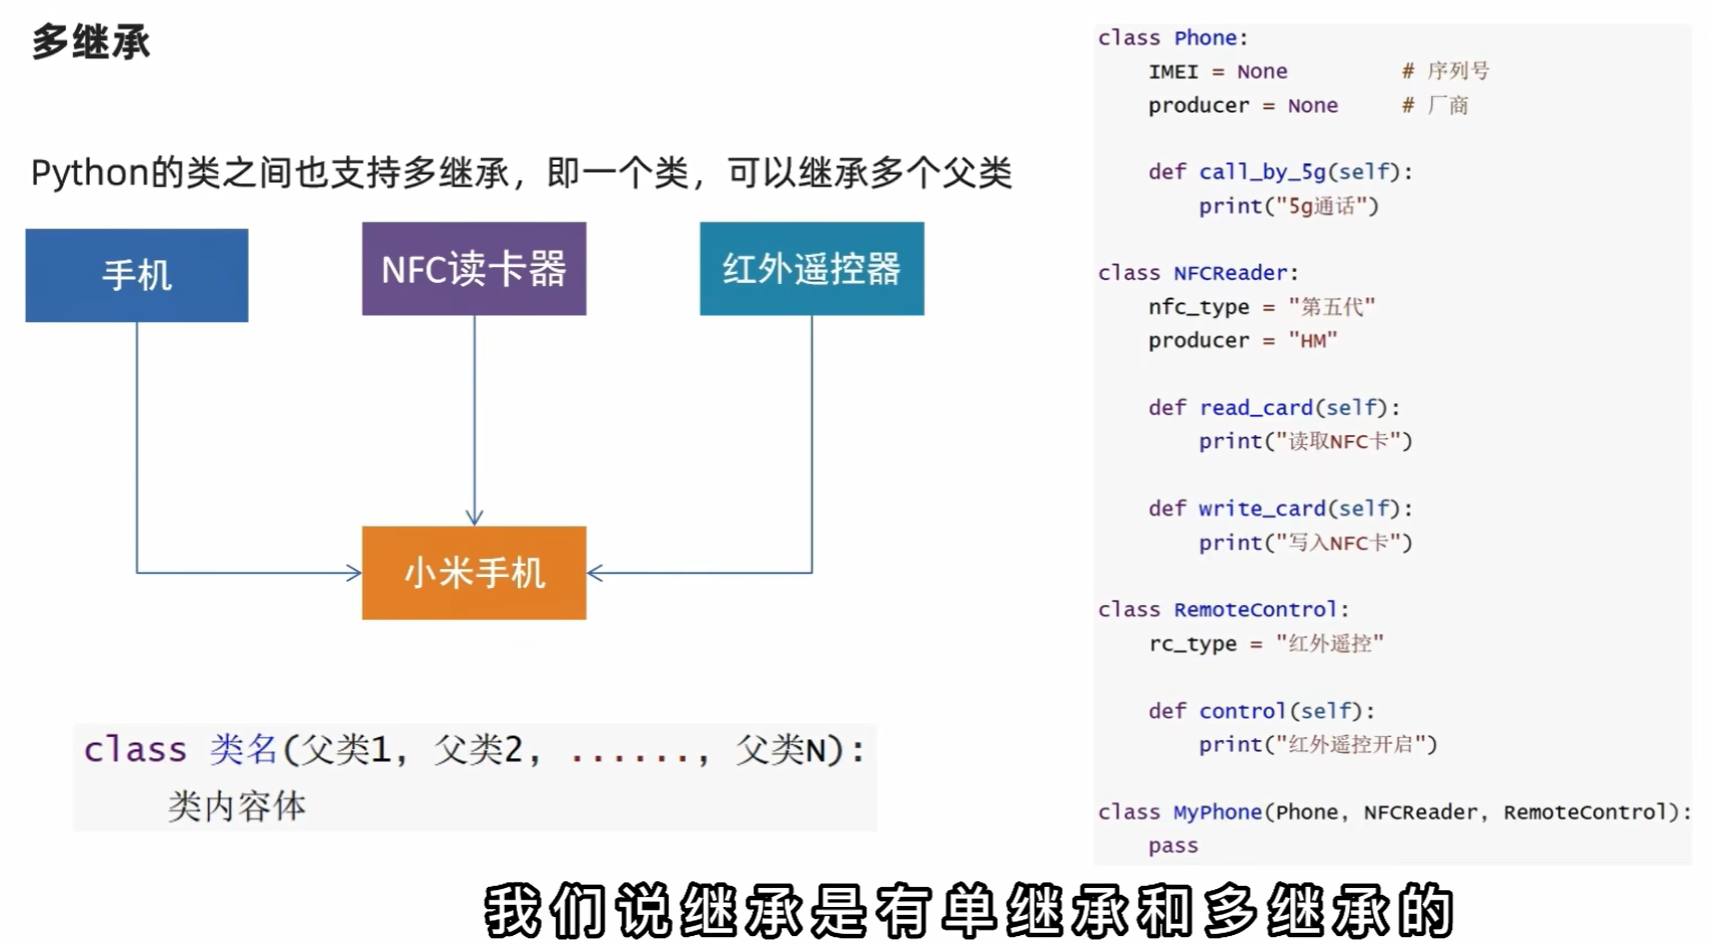 多继承
Python的类之间也支持多继承，即一个类，可以继承多个父类
手机
NFC读卡器
红外遥控器
小米手机
class 类名(父类1, 父类2, ......, 父类N):
    类内容体
class Phone:
    IMEI = None         # 序列号
    producer = None     # 厂商

    def call_by_5g(self):
        print("5g通话")

class NFCReader:
    nfc_type = "第五代"
    producer = "HM"

    def read_card(self):
        print("读取NFC卡")

    def write_card(self):
        print("写入NFC卡")

class RemoteControl:
    rc_type = "红外遥控"

    def control(self):
        print("红外遥控开启")

class MyPhone(Phone, NFCReader, RemoteControl):
    pass
我们说继承是有单继承和多继承的